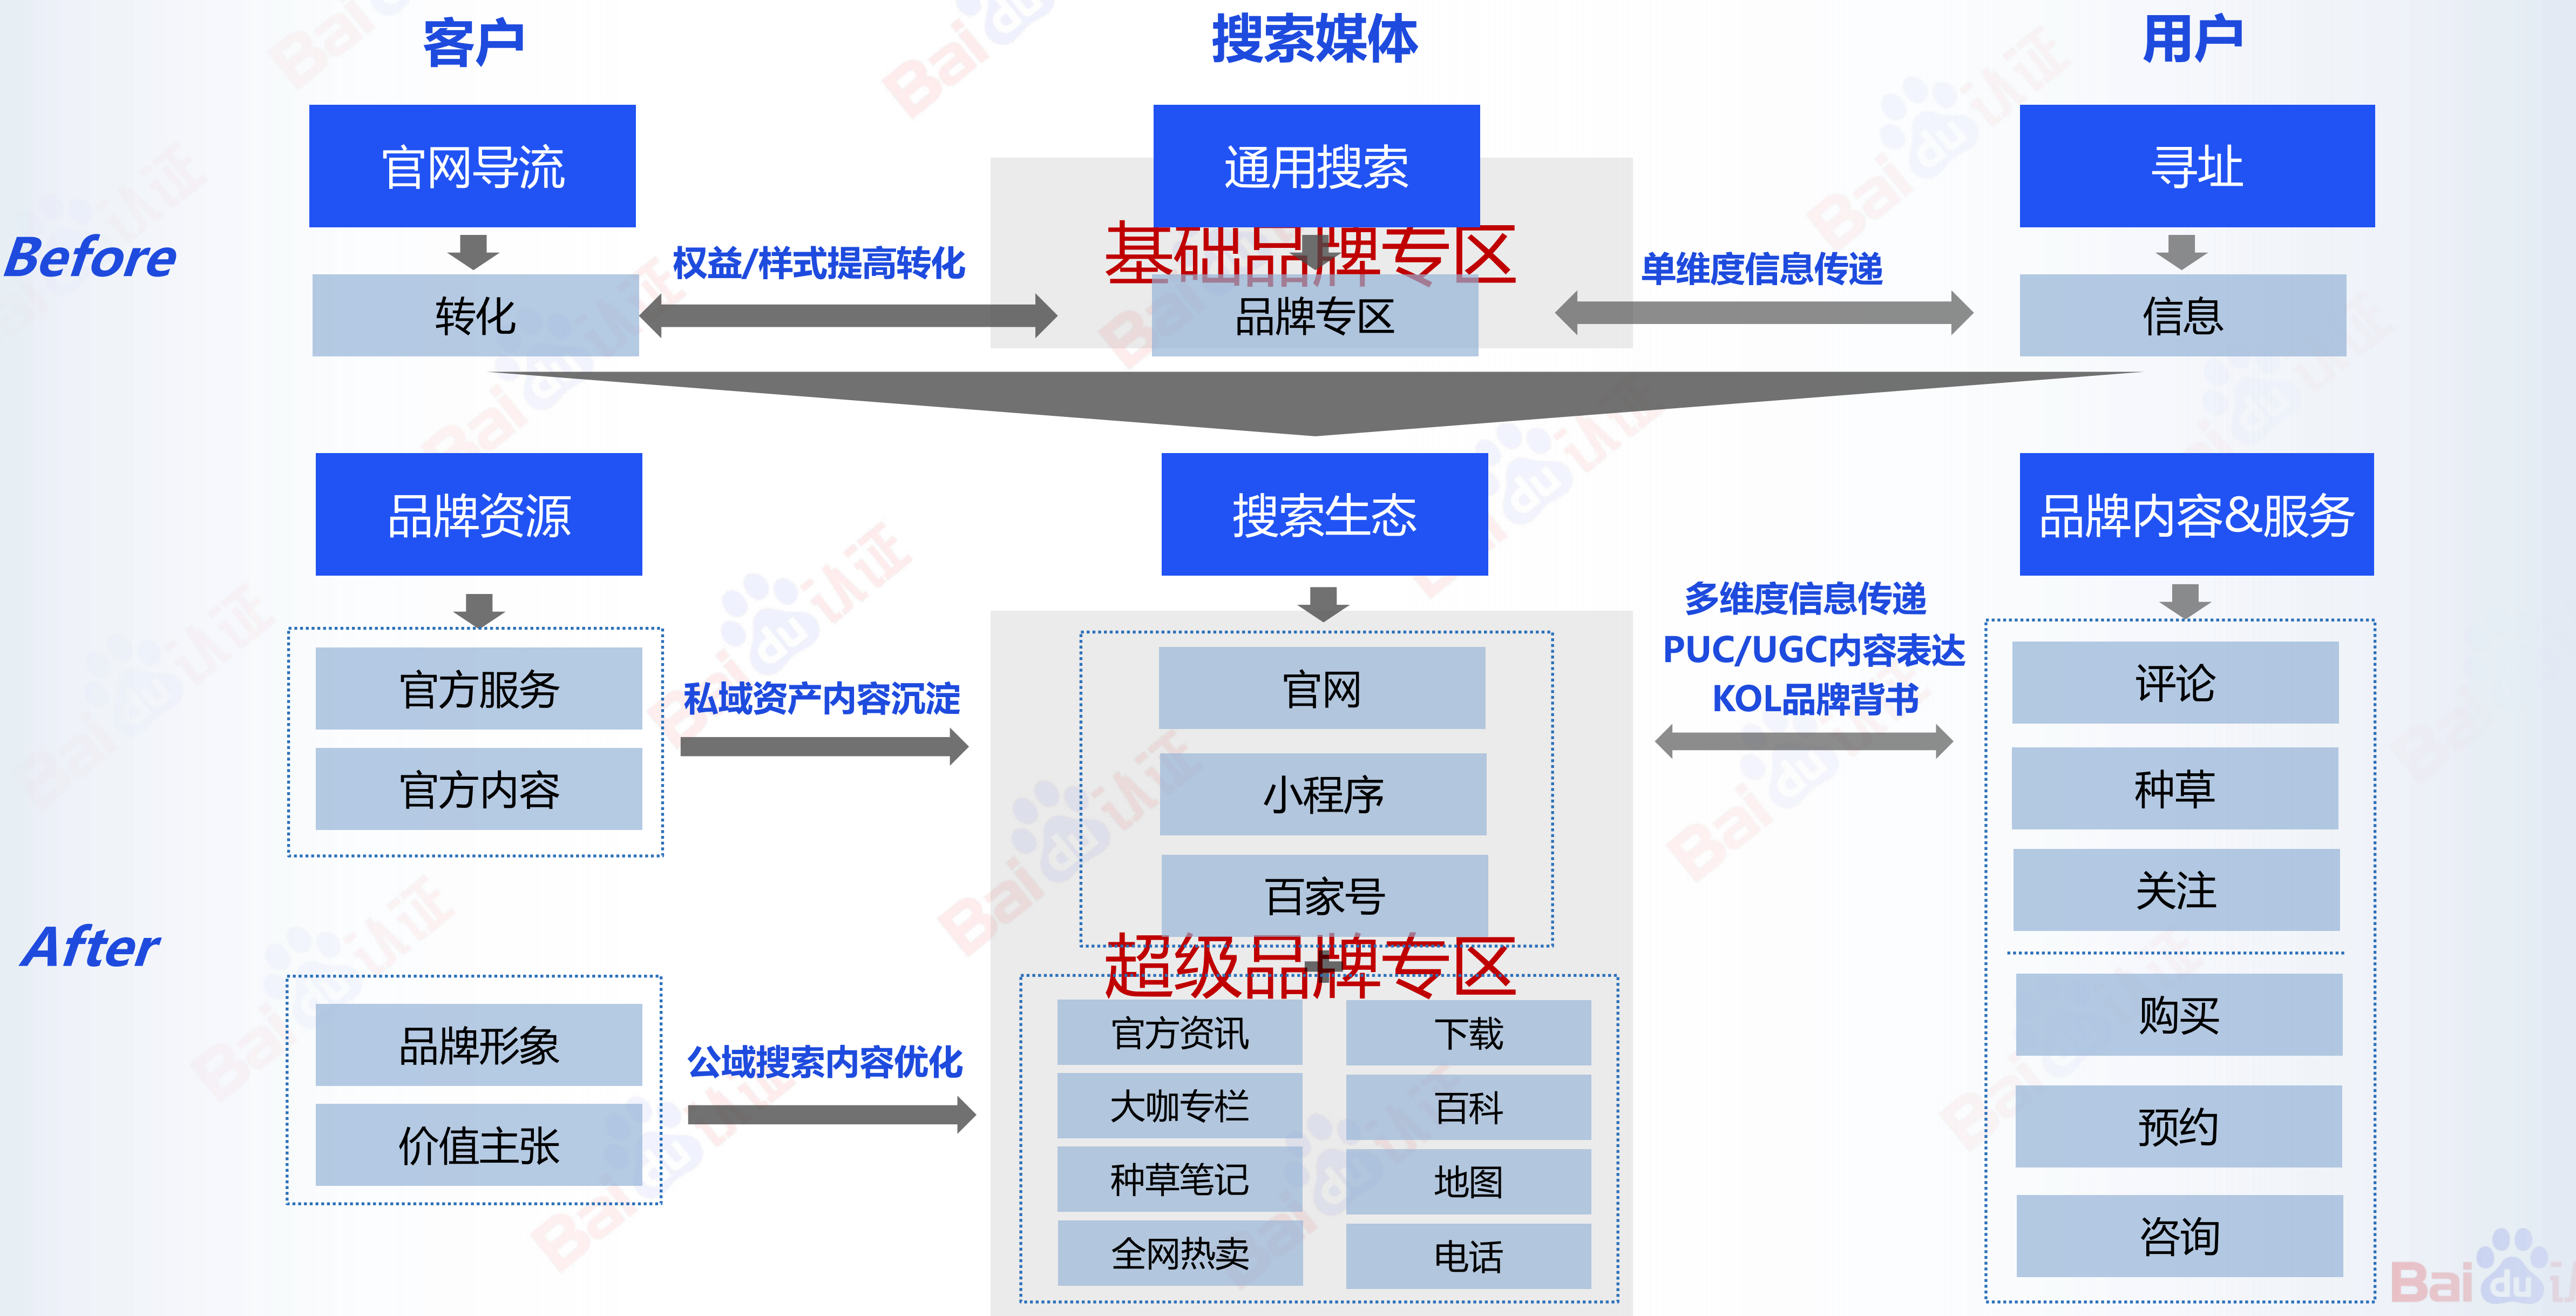 客户
搜索媒体
用户
官网导流
通用搜索
寻址
Before
基础品牌专区
权益/样式提高转化
单维度信息传递
转化
品牌专区
信息
品牌资源
搜索生态
品牌内容&服务
多维度信息传递
PUC/UGC内容表达
KOL品牌背书
官方服务
私域资产内容沉淀
官网
评论
官方内容
小程序
种草
百家号
关注
After
超级品牌专区
品牌形象
公域搜索内容优化
官方资讯
下载
购买
价值主张
大咖专栏
百科
预约
种草笔记
地图
全网热卖
电话
咨询
Baidu认证